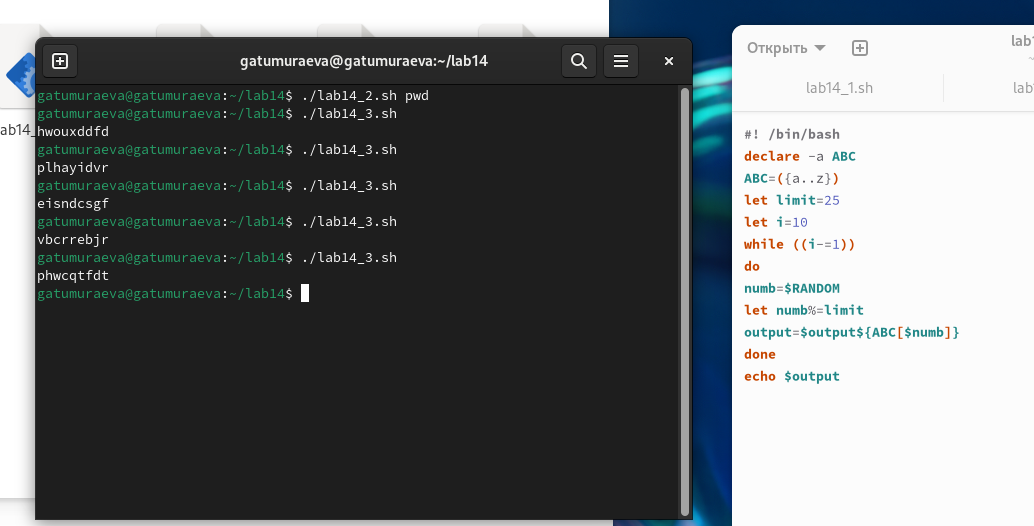 gatumuraeva@gatumuraeva:~/lab14
gatumuraeva@gatumuraeva:~/lab14$ ./lab14_2.sh pwd
gatumuraeva@gatumuraeva:~/lab14$ ./lab14_3.sh
hwouxddfd
gatumuraeva@gatumuraeva:~/lab14$ ./lab14_3.sh
plhayidvr
gatumuraeva@gatumuraeva:~/lab14$ ./lab14_3.sh
eisndcsgf
gatumuraeva@gatumuraeva:~/lab14$ ./lab14_3.sh
vbcrrebjr
gatumuraeva@gatumuraeva:~/lab14$ ./lab14_3.sh
phwcqtfdt
gatumuraeva@gatumuraeva:~/lab14$
ab14_
Открыть
lab14_1.sh
#! /bin/bash
declare -a ABC
ABC=({a..z})
let limit=25
let i=10
while ((i-=1))
do
numb=$RANDOM
let numb%=limit
output=$output${ABC[$numb]}
done
echo $output